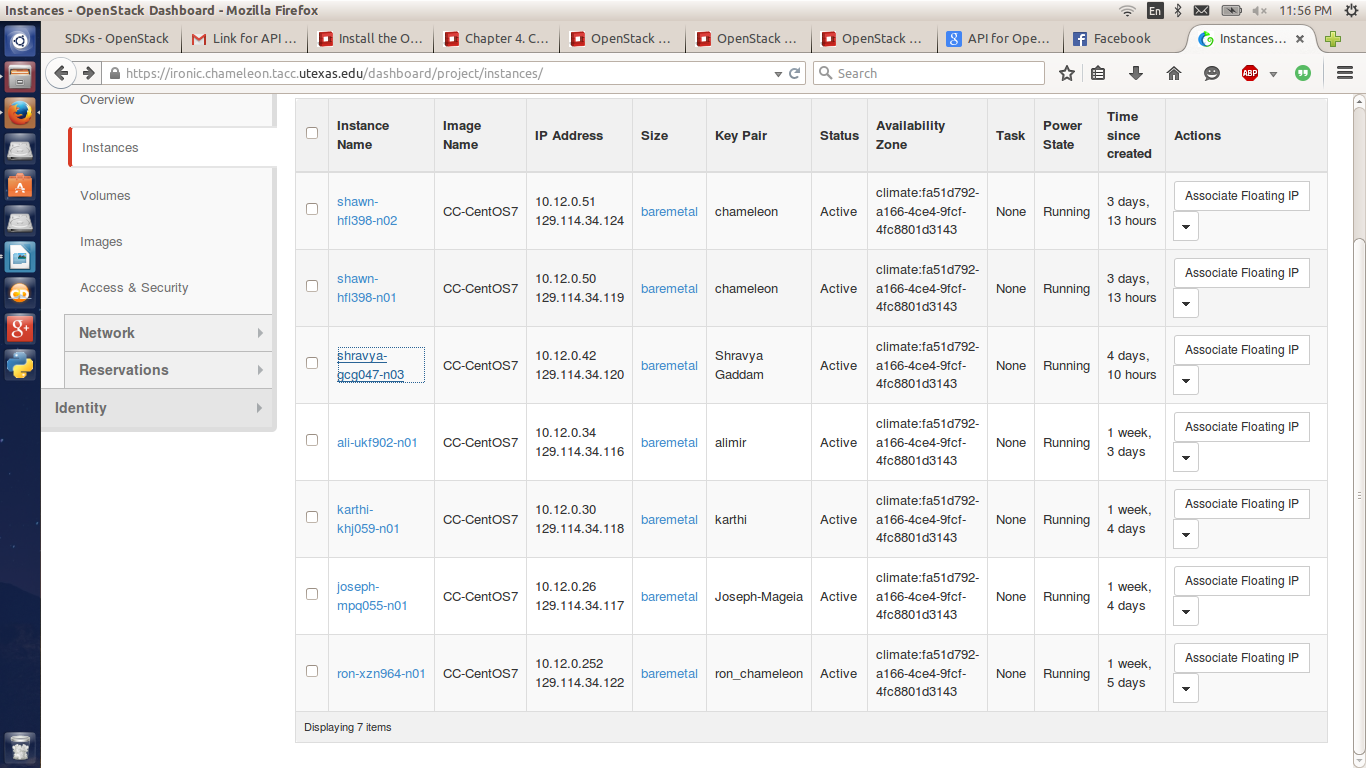 Instances - OpenStack Dashboard - Mozilla Firefox
En
11:56 PM
SDKs - OpenStack
Link for API ...
Install the O...
Chapter 4. C...
OpenStack ...
OpenStack ...
OpenStack ...
API for Ope...
Facebook
Instances...
https://ironic.chameleon.tacc.utexas.edu/dashboard/project/instances/
Search
ABP
Overview
Instances
Volumes
Images
Access & Security
Network
Reservations
Identity
Instance
Name
Image
Name
IP Address
Size
Key Pair
Status
Availability
Zone
Task
Power
State
Time
since
created
Actions
shawn-
hfl398-n02
CC-CentOS7
10.12.0.51
129.114.34.124
baremetal
chameleon
Active
climate:fa51d792-
a166-4ce4-9fcf-
4fc8801d3143
None
Running
3 days,
13 hours
Associate Floating IP
shawn-
hfl398-n01
CC-CentOS7
10.12.0.50
129.114.34.119
baremetal
chameleon
Active
climate:fa51d792-
a166-4ce4-9fcf-
4fc8801d3143
None
Running
3 days,
13 hours
Associate Floating IP
shravya-
gcg047-n03
CC-CentOS7
10.12.0.42
129.114.34.120
baremetal
Shravya
Gaddam
Active
climate:fa51d792-
a166-4ce4-9fcf-
4fc8801d3143
None
Running
4 days,
10 hours
Associate Floating IP
ali-ukf902-n01
CC-CentOS7
10.12.0.34
129.114.34.116
baremetal
alimir
Active
climate:fa51d792-
a166-4ce4-9fcf-
4fc8801d3143
None
Running
1 week,
3 days
Associate Floating IP
karthi-
khj059-n01
CC-CentOS7
10.12.0.30
129.114.34.118
baremetal
karthi
Active
climate:fa51d792-
a166-4ce4-9fcf-
4fc8801d3143
None
Running
1 week,
4 days
Associate Floating IP
joseph-
mpq055-n01
CC-CentOS7
10.12.0.26
129.114.34.117
baremetal
Joseph-Mageia
Active
climate:fa51d792-
a166-4ce4-9fcf-
4fc8801d3143
None
Running
1 week,
4 days
Associate Floating IP
ron-xzn964-n01
CC-CentOS7
10.12.0.252
129.114.34.122
baremetal
ron_chameleon
Active
climate:fa51d792-
a166-4ce4-9fcf-
4fc8801d3143
None
Running
1 week,
5 days
Associate Floating IP
Displaying 7 items